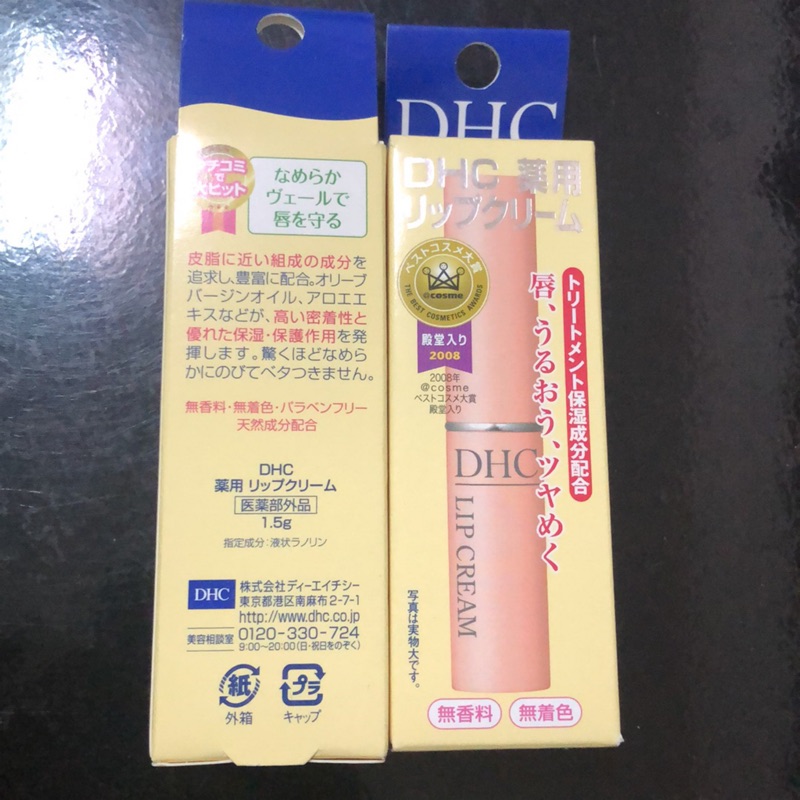 クチコミ
で
大ヒット
なめらか
ヴェールで
唇を守る
皮脂に近い組成の成分を
追求し、豊富に配合。オリーブ
バージンオイル、アロエエ
キスなどが、高い密着性と
優れた保湿・保護作用を発
揮します。驚くほどなめら
かにのびてベタつきません。
無香料・無着色・パラベンフリー
天然成分配合
DHC
薬用 リップクリーム
医薬部外品
1.5g
指定成分：液状ラノリン
DHC
株式会社ディーエイチシー
東京都港区南麻布2-7-1
http://www.dhc.co.jp
美容相談室
0120-330-724
9:00～20:00(日・祝日をのぞく)
紙
外箱
プラ
キャップ
DHC
DHC 薬用
リップクリーム
ベストコスメ大賞
@cosme
THE BEST COSMETICS AWARDS
殿堂入り
2008
2008年
@cosme
ベストコスメ大賞
殿堂入り
トリートメント保湿成分配合
唇、うるおう、ツヤめく
DHC
LIP CREAM
写真は実物大です。
無香料
無着色